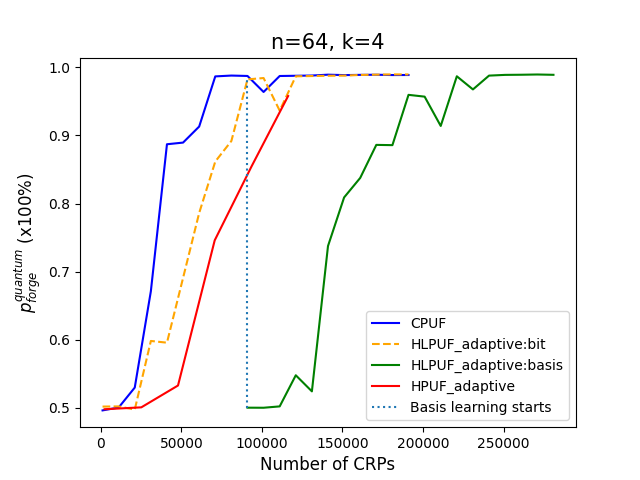 n=64, k=4
p_{forge}^{quantum} (x100%)
1.0
0.9
0.8
0.7
0.6
0.5
0
50000
100000
150000
200000
250000
Number of CRPs
CPUF
HLPUF_adaptive:bit
HLPUF_adaptive:basis
HPUF_adaptive
Basis learning starts